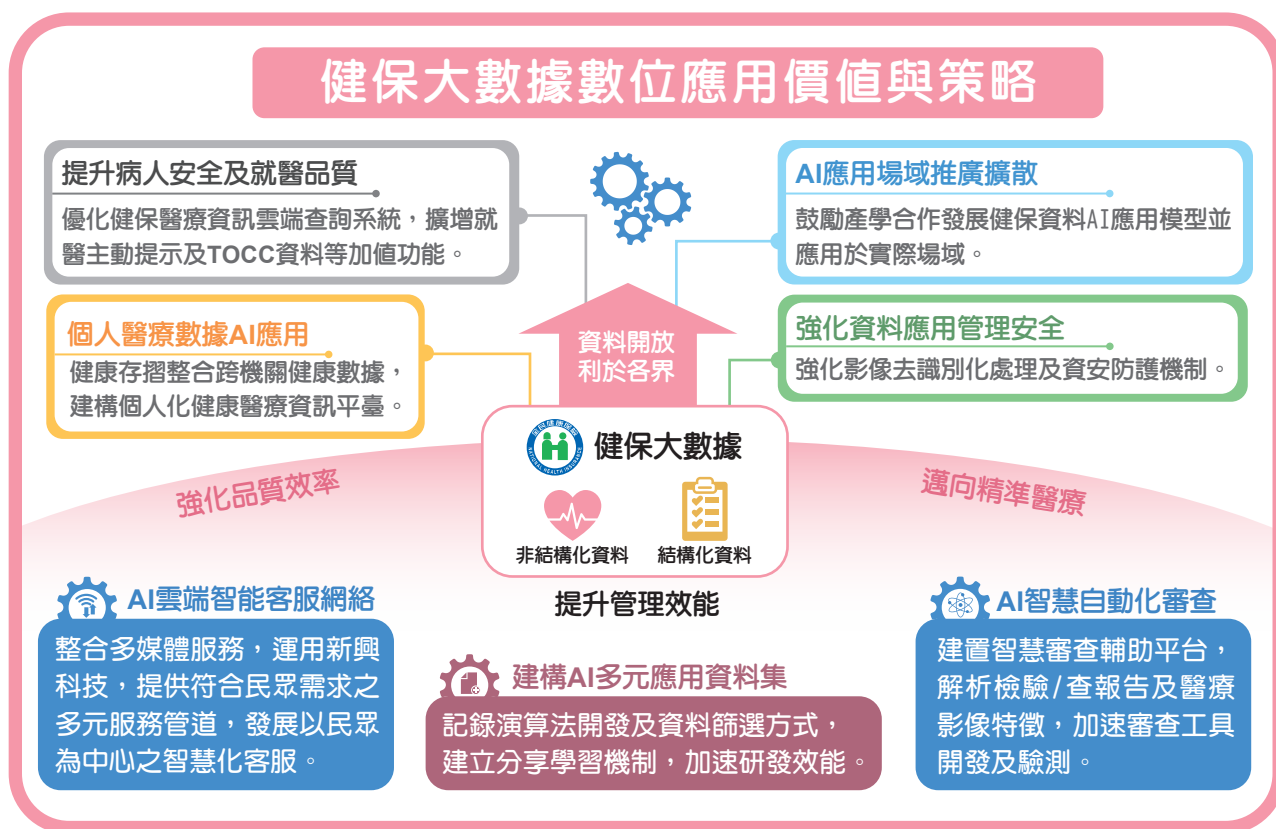 健保大數據數位應用價值與策略
提升病人安全及就醫品質
優化健保醫療資訊雲端查詢系統，擴增就
醫主動提示及TOCC資料等加值功能。
AI應用場域推廣擴散
鼓勵產學合作發展健保資料AI應用模型並
應用於實際場域。
個人醫療數據AI應用
健康存摺整合跨機關健康數據，
建構個人化健康醫療資訊平臺。
資料開放
利於各界
強化資料應用管理安全
強化影像去識別化處理及資安防護機制。
全民健康保險
NATIONAL HEALTH INSURANCE
健保大數據
非結構化資料
結構化資料
強化品質效率
邁向精準醫療
提升管理效能
AI雲端智能客服網絡
整合多媒體服務，運用新興
科技，提供符合民眾需求之
多元服務管道，發展以民眾
為中心之智慧化客服。
建構AI多元應用資料集
記錄演算法開發及資料篩選方式，
建立分享學習機制，加速研發效能。
AI智慧自動化審查
建置智慧審查輔助平台，
解析檢驗/查報告及醫療
影像特徵，加速審查工具
開發及驗測。